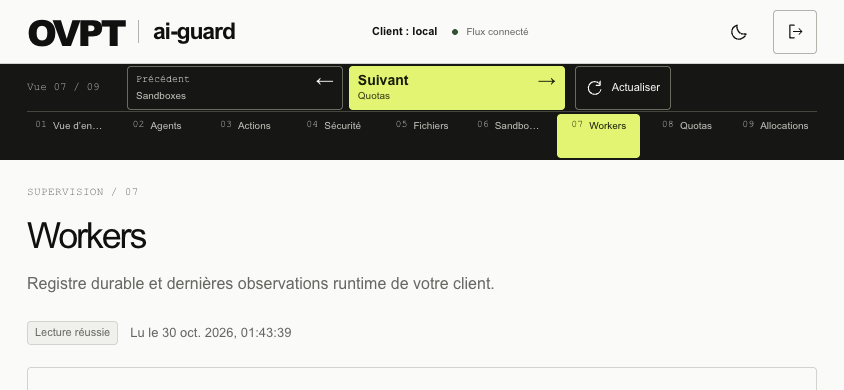 OVPT ai-guard Client : local Flux connecté
Vue 07 / 09 Précédent Sandboxes ← Suivant Quotas → Actualiser
01 Vue d'en… 02 Agents 03 Actions 04 Sécurité 05 Fichiers 06 Sandbo… 07 Workers 08 Quotas 09 Allocations
SUPERVISION / 07
Workers
Registre durable et dernières observations runtime de votre client.
Lecture réussie Lu le 30 oct. 2026, 01:43:39